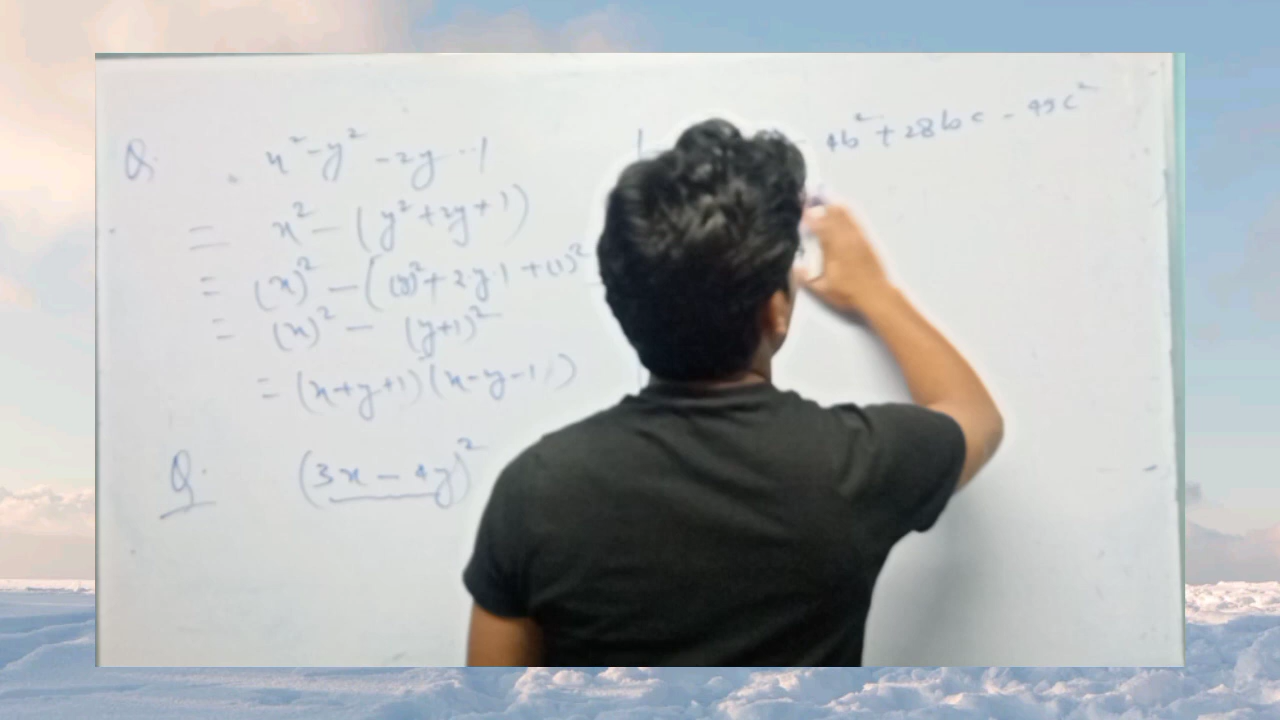 Q. x² - y² - 2y - 1
= x² - (y² + 2y + 1)
= (x)² - ((y)² + 2y.1 + (1)²
= (x)² - (y+1)²
= (x+y+1)(x-y-1)
Q. (3x - 4y)²
- 4b² + 28bc - 49c²